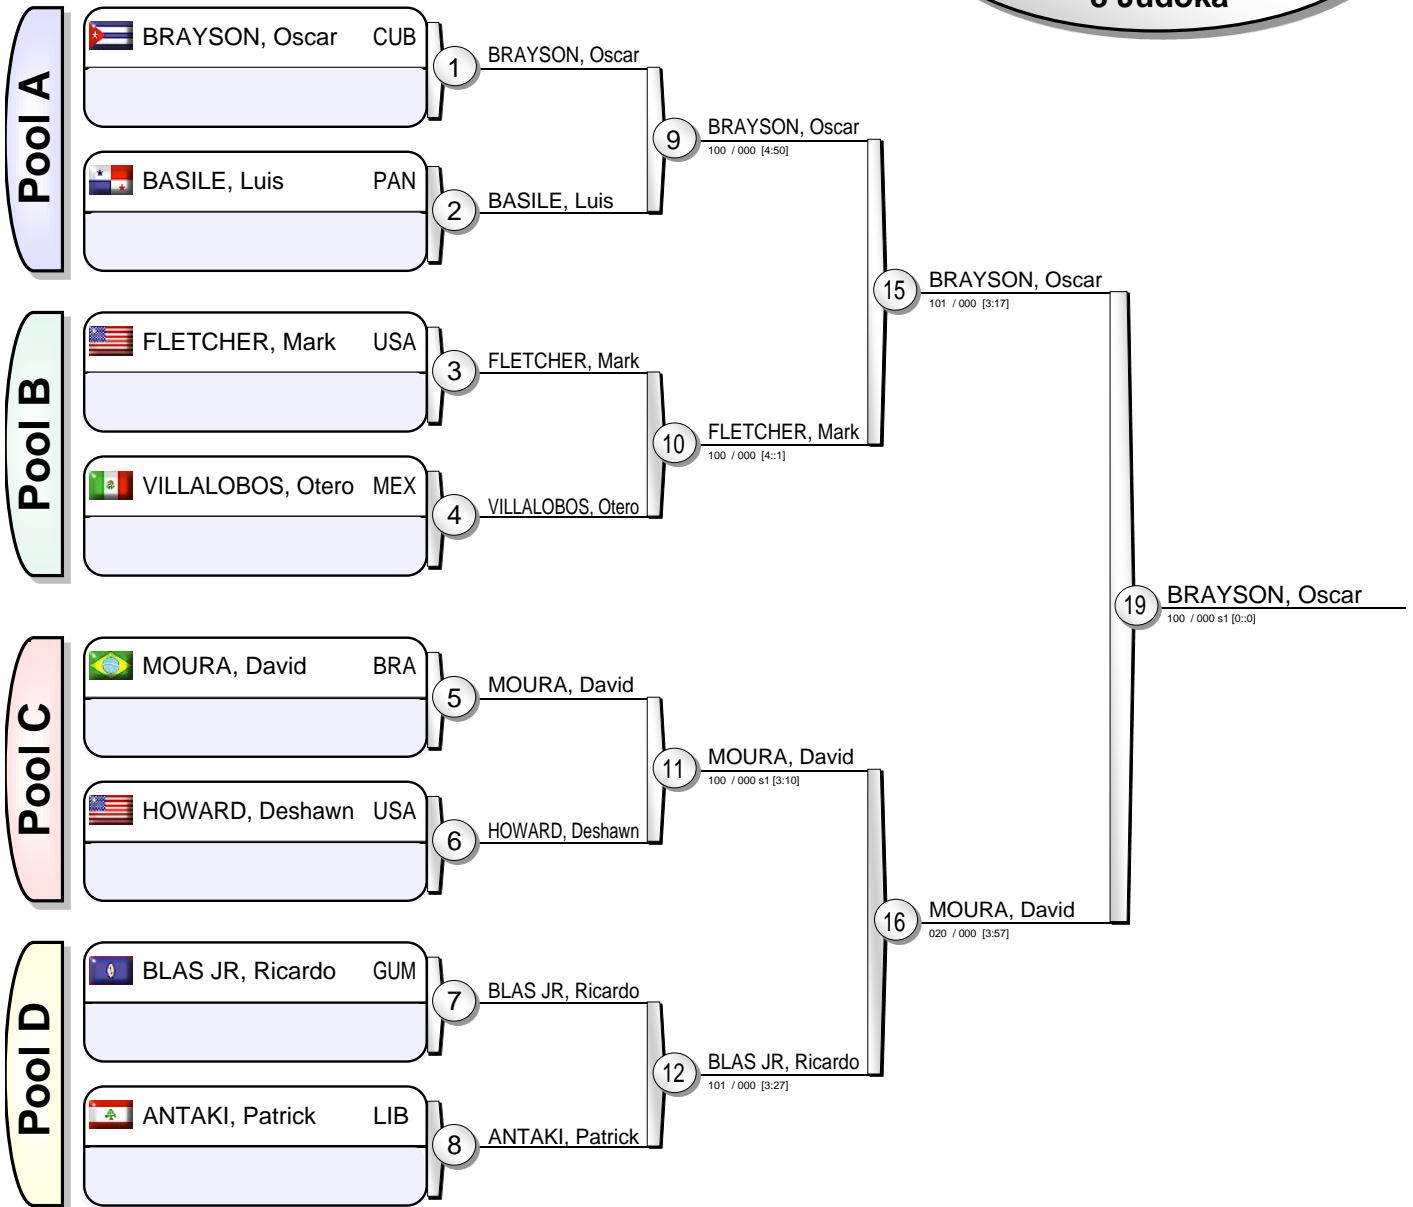 8 Judoka
Pool A
BRAYSON, Oscar CUB
1
BRAYSON, Oscar
BASILE, Luis PAN
2
BASILE, Luis
9
BRAYSON, Oscar
100 / 000 [4:50]
Pool B
FLETCHER, Mark USA
3
FLETCHER, Mark
VILLALOBOS, Otero MEX
4
VILLALOBOS, Otero
10
FLETCHER, Mark
100 / 000 [4::1]
15
BRAYSON, Oscar
101 / 000 [3:17]
Pool C
MOURA, David BRA
5
MOURA, David
HOWARD, Deshawn USA
6
HOWARD, Deshawn
11
MOURA, David
100 / 000 s1 [3:10]
Pool D
BLAS JR, Ricardo GUM
7
BLAS JR, Ricardo
ANTAKI, Patrick LIB
8
ANTAKI, Patrick
12
BLAS JR, Ricardo
101 / 000 [3:27]
16
MOURA, David
020 / 000 [3:57]
19
BRAYSON, Oscar
100 / 000 s1 [0::0]